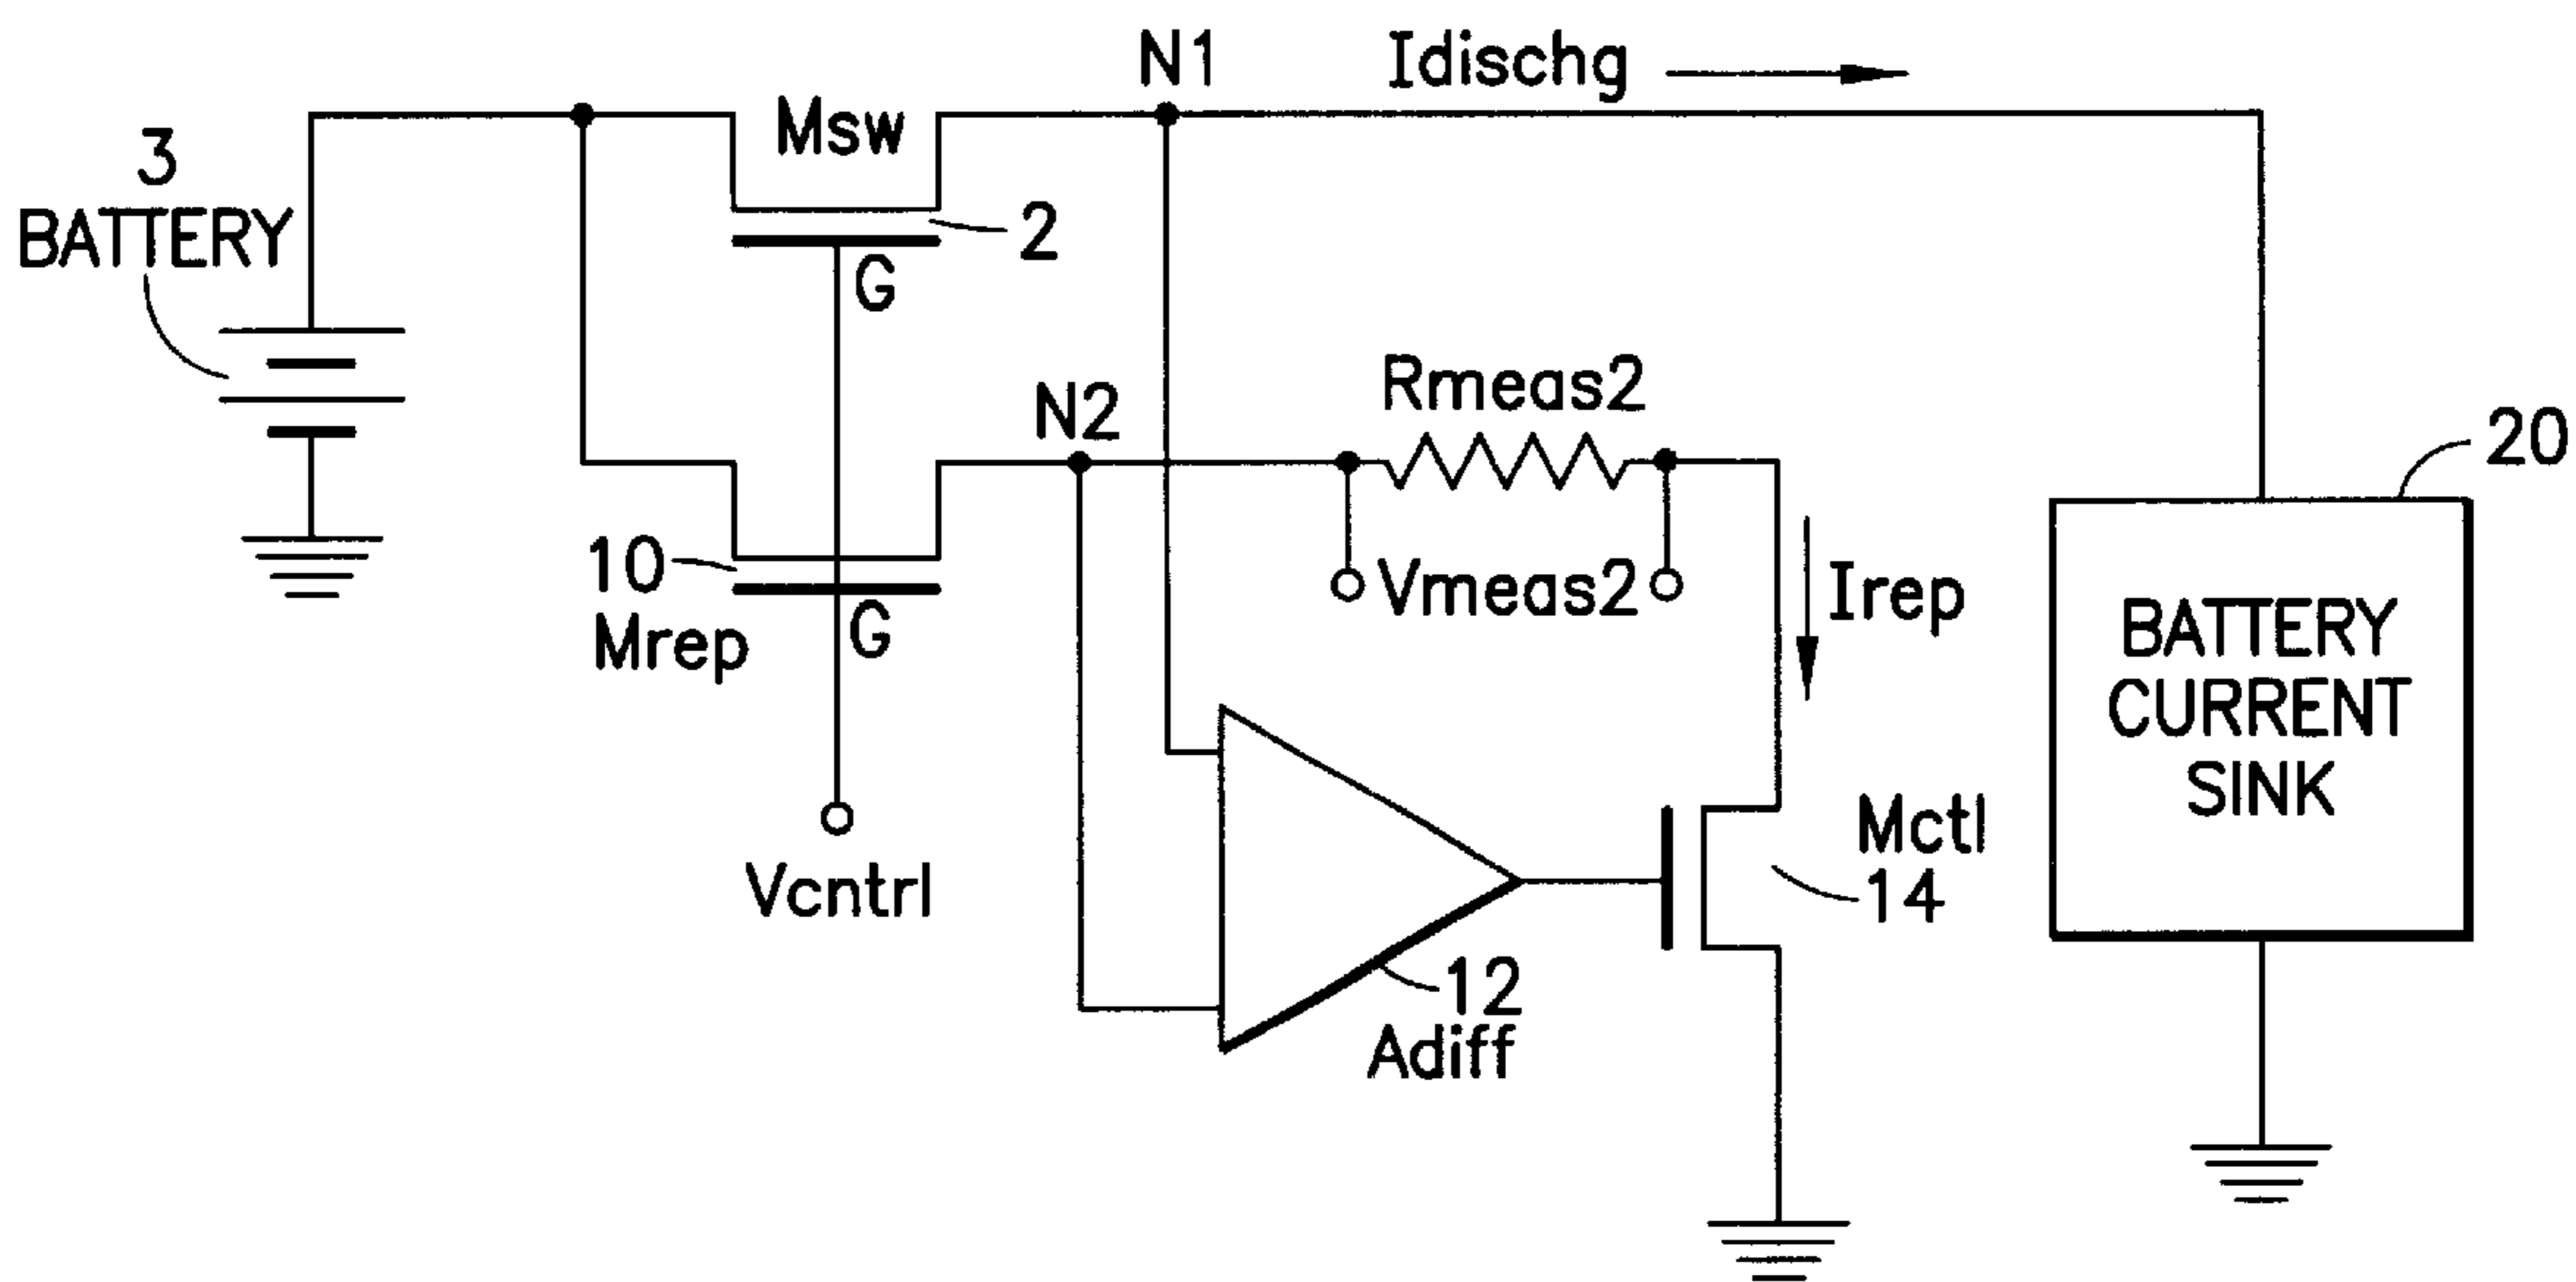 N1
Idischg
Msw
3
BATTERY
2
G
Rmeas2
N2
20
10
Mrep
G
Vmeas2
Irep
BATTERY
CURRENT
SINK
Vcntrl
Mctl
14
12
Adiff